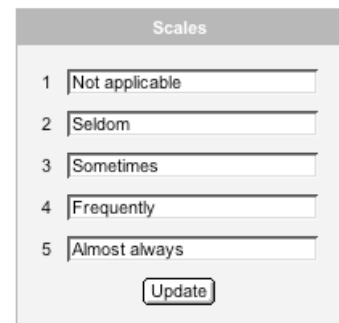 Scales
1 Not applicable
2 Seldom
3 Sometimes
4 Frequently
5 Almost always
Update